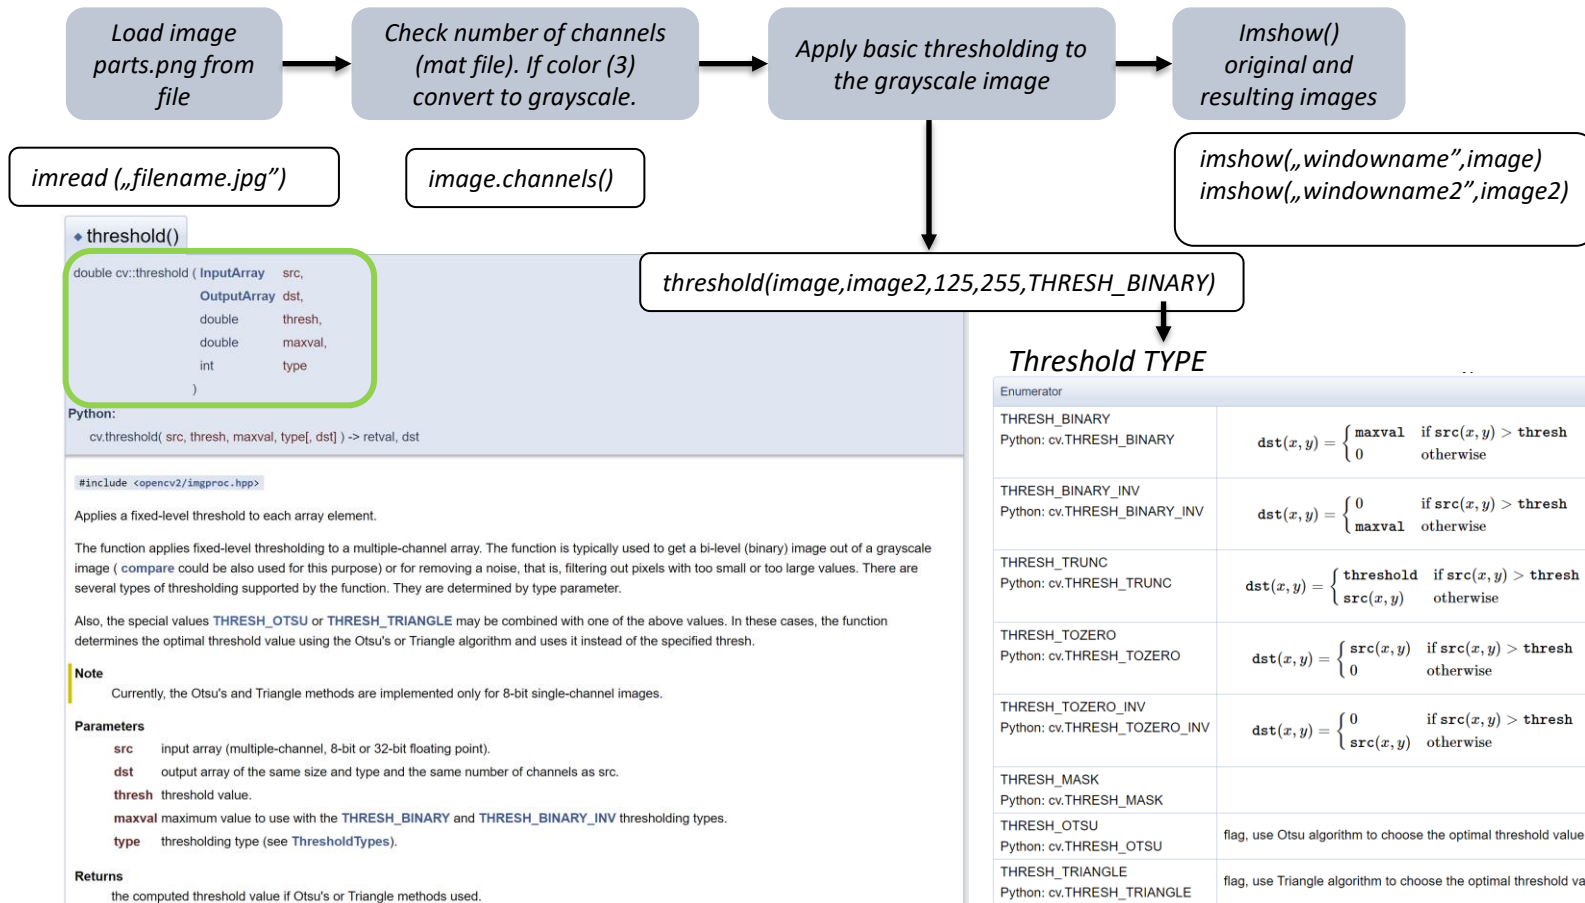 Load image
parts.png from
file
Check number of channels
(mat file). If color (3)
convert to grayscale.
Apply basic thresholding to
the grayscale image
Imshow()
original and
resulting images
imread („filename.jpg”)
image.channels()
imshow(„windowname”,image)
imshow(„windowname2”,image2)
threshold(image,image2,125,255,THRESH_BINARY)
◆ threshold()
double cv::threshold ( InputArray src,
OutputArray dst,
double thresh,
double maxval,
int type
)
Python:
cv.threshold( src, thresh, maxval, type[, dst] ) -> retval, dst
#include <opencv2/imgproc.hpp>
Applies a fixed-level threshold to each array element.
The function applies fixed-level thresholding to a multiple-channel array. The function is typically used to get a bi-level (binary) image out of a grayscale
image ( compare could be also used for this purpose) or for removing a noise, that is, filtering out pixels with too small or too large values. There are
several types of thresholding supported by the function. They are determined by type parameter.
Also, the special values THRESH_OTSU or THRESH_TRIANGLE may be combined with one of the above values. In these cases, the function
determines the optimal threshold value using the Otsu's or Triangle algorithm and uses it instead of the specified thresh.
Note
Currently, the Otsu's and Triangle methods are implemented only for 8-bit single-channel images.
Parameters
src input array (multiple-channel, 8-bit or 32-bit floating point).
dst output array of the same size and type and the same number of channels as src.
thresh threshold value.
maxval maximum value to use with the THRESH_BINARY and THRESH_BINARY_INV thresholding types.
type thresholding type (see ThresholdTypes).
Returns
the computed threshold value if Otsu's or Triangle methods used.
Threshold TYPE
Enumerator
THRESH_BINARY
Python: cv.THRESH_BINARY
dst(x, y) = { maxval if src(x, y) > thresh
0 otherwise
THRESH_BINARY_INV
Python: cv.THRESH_BINARY_INV
dst(x, y) = { 0 if src(x, y) > thresh
maxval otherwise
THRESH_TRUNC
Python: cv.THRESH_TRUNC
dst(x, y) = { threshold if src(x, y) > thresh
src(x, y) otherwise
THRESH_TOZERO
Python: cv.THRESH_TOZERO
dst(x, y) = { src(x, y) if src(x, y) > thresh
0 otherwise
THRESH_TOZERO_INV
Python: cv.THRESH_TOZERO_INV
dst(x, y) = { 0 if src(x, y) > thresh
src(x, y) otherwise
THRESH_MASK
Python: cv.THRESH_MASK
THRESH_OTSU
Python: cv.THRESH_OTSU
flag, use Otsu algorithm to choose the optimal threshold value
THRESH_TRIANGLE
Python: cv.THRESH_TRIANGLE
flag, use Triangle algorithm to choose the optimal threshold va